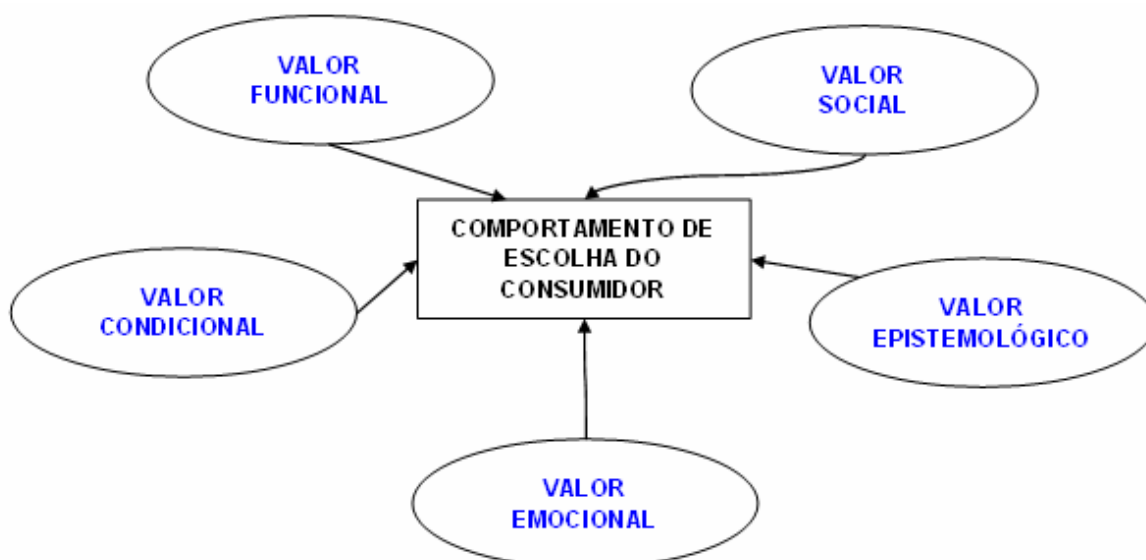 VALOR
FUNCIONAL
VALOR
SOCIAL
COMPORTAMENTO DE
ESCOLHA DO
CONSUMIDOR
VALOR
CONDICIONAL
VALOR
EPISTEMOLÓGICO
VALOR
EMOCIONAL